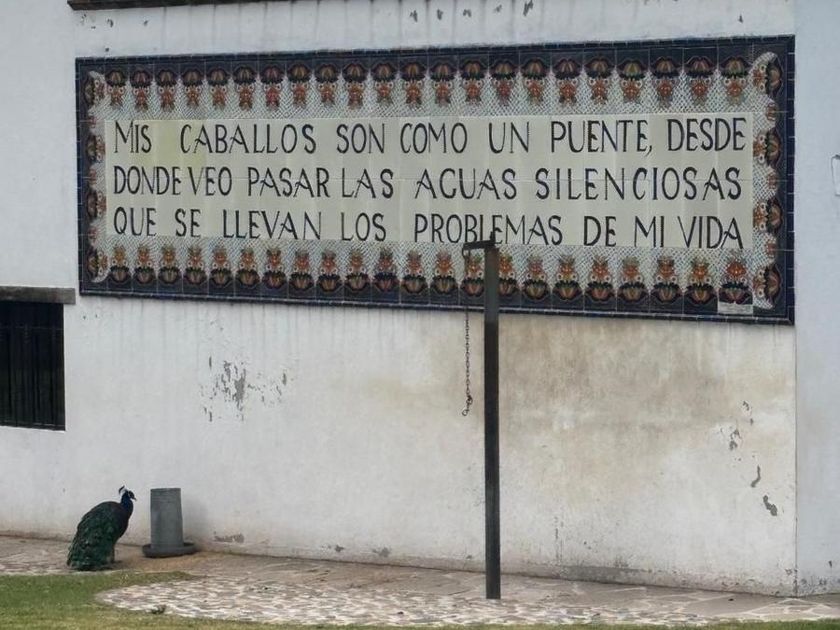 MIS CABALLOS SON COMO UN PUENTE, DESDE
DONDE VEO PASAR LAS AGUAS SILENCIOSAS
QUE SE LLEVAN LOS PROBLEMAS DE MI VIDA